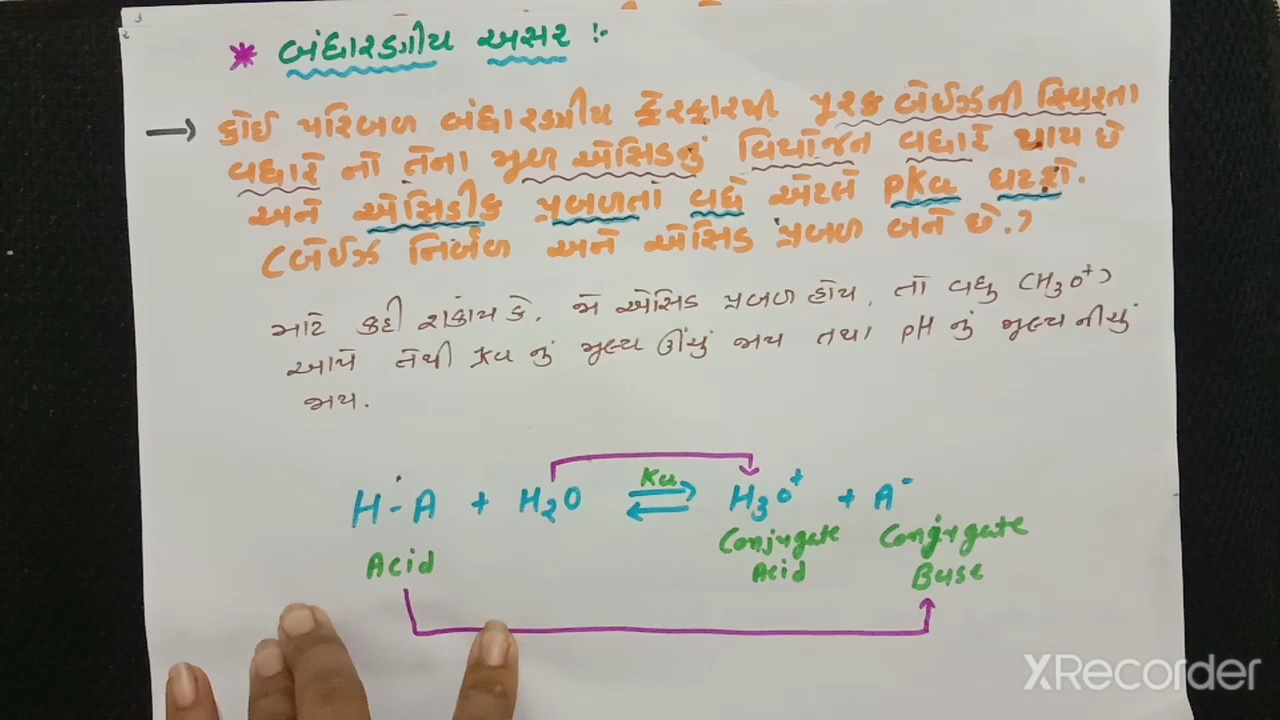 * બંધારણીય અસર :-
→ કોઈ પરિબળ બંધારણીય ફેરફારથી પૂરક બેઈઝની સ્થિરતા
વધારે તો તેના મૂળ એસિડનું વિયોજન વધારે થાય છે
અને એસિડીક પ્રબળતા વધે એટલે pKa ઘટશે.
(બેઈઝ નિર્બળ અને એસિડ પ્રબળ બને છે.)
માટે કહી શકાય કે, જો એસિડ પ્રબળ હોય, તો વધુ (H3O+)
આપે તેથી Ka નું મૂલ્ય ઊંચું જાય તથા pH નું મૂલ્ય નીચું
જાય.
Ka
H-A + H2O ⇌ H3O+ + A-
Acid Conjugate Acid Conjugate Base
XRecorder